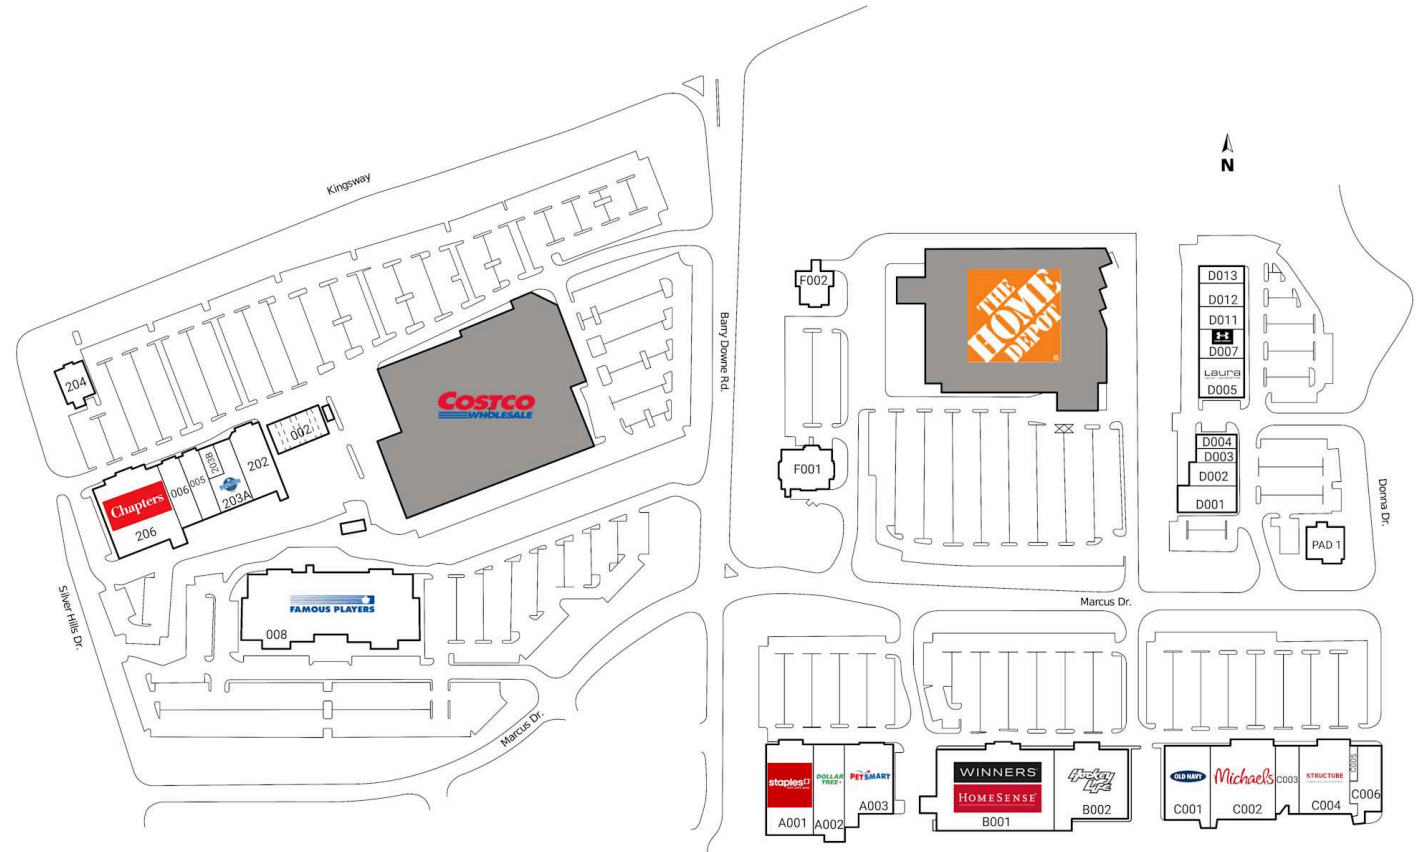 N
Kingsway
Barry Downe Rd.
F002
THE
HOME
DEPOT
®
D013
D012
D011
D007
Laura
D005
204
COSTCO
WHOLESALE
002
D004
D003
D002
D001
F001
Chapters
206
006
005
203B
203A
202
Donna Dr.
PAD 1
Silver Hills Dr.
FAMOUS PLAYERS
008
Marcus Dr.
Marcus Dr.
staples
A001
DOLLAR
TREE
A002
PETSMART
A003
WINNERS
HOMESENSE
B001
Hockey
Life
B002
OLD NAVY
C001
Michaels
C002
C003
STRUCTUBE
C004
C005
C006